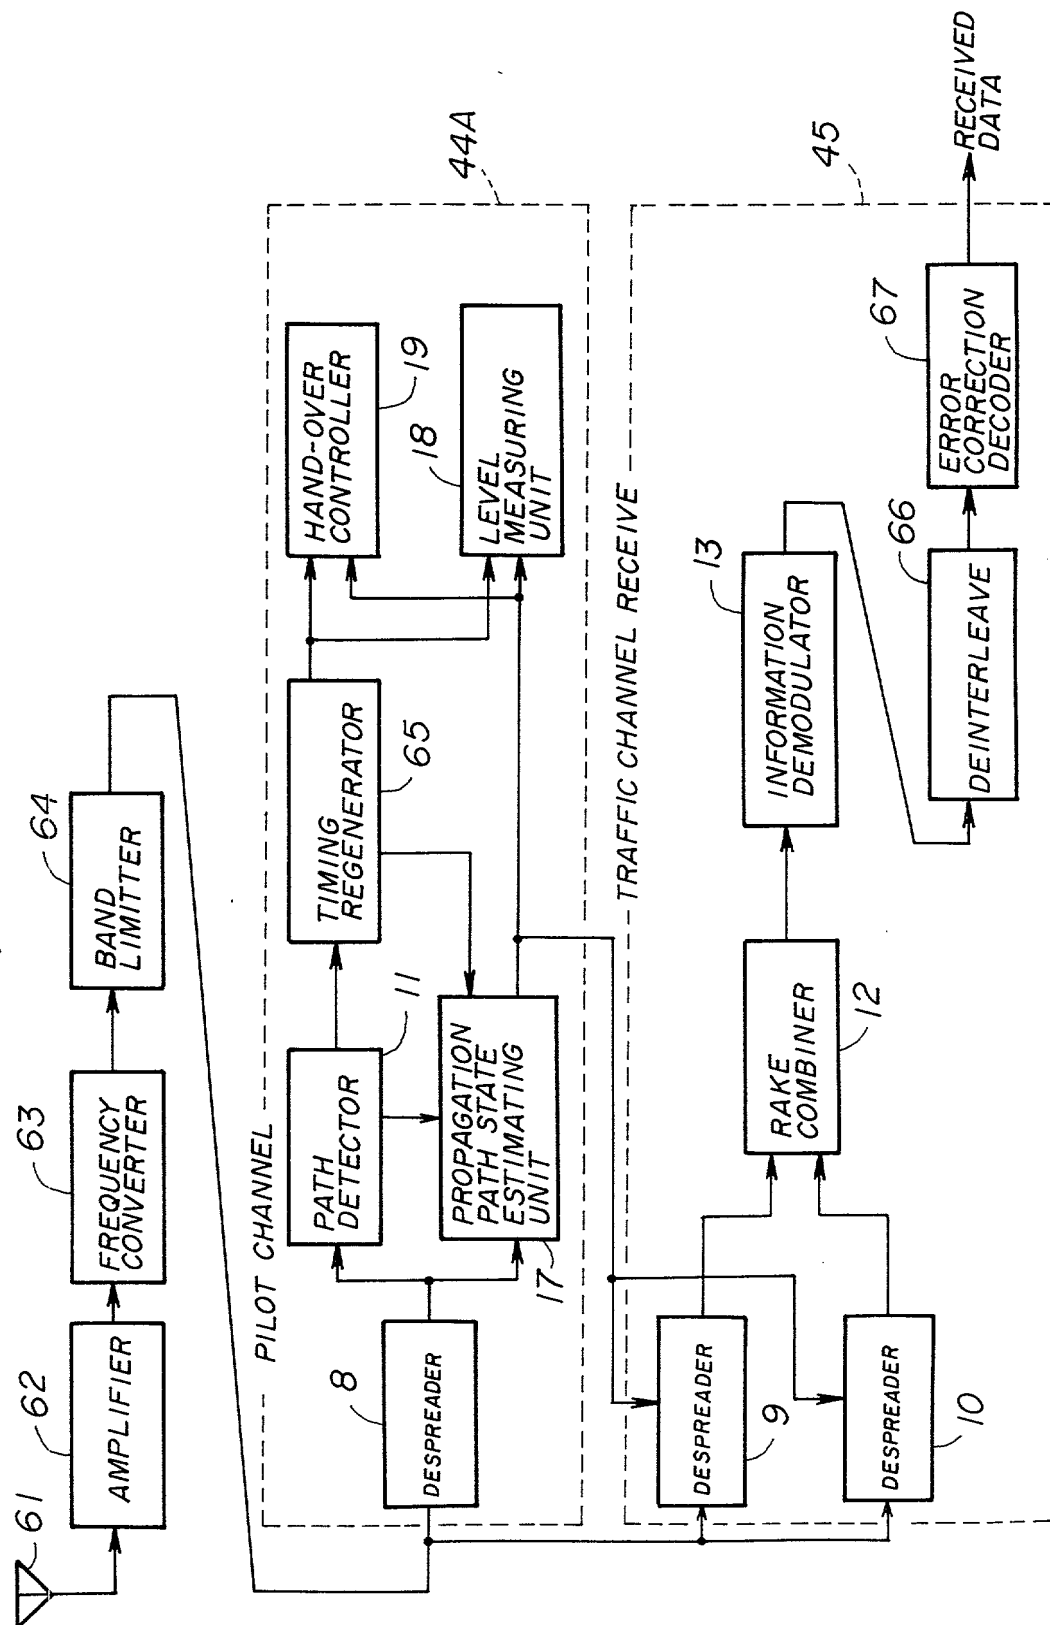 61
62
AMPLIFIER
63
FREQUENCY
CONVERTER
64
BAND
LIMITTER
PILOT CHANNEL
44A
8
DESPREADER
PATH
DETECTOR
11
TIMING
REGENERATOR
65
HAND-OVER
CONTROLLER
19
PROPAGATION
PATH STATE
ESTIMATING
UNIT
17
18
LEVEL
MEASURING
UNIT
TRAFFIC CHANNEL RECEIVE
45
DESPREADER
9
DESPREADER
10
RAKE
COMBINER
12
13
INFORMATION
DEMODULATOR
66
DEINTERLEAVE
67
ERROR
CORRECTION
DECODER
RECEIVED
DATA